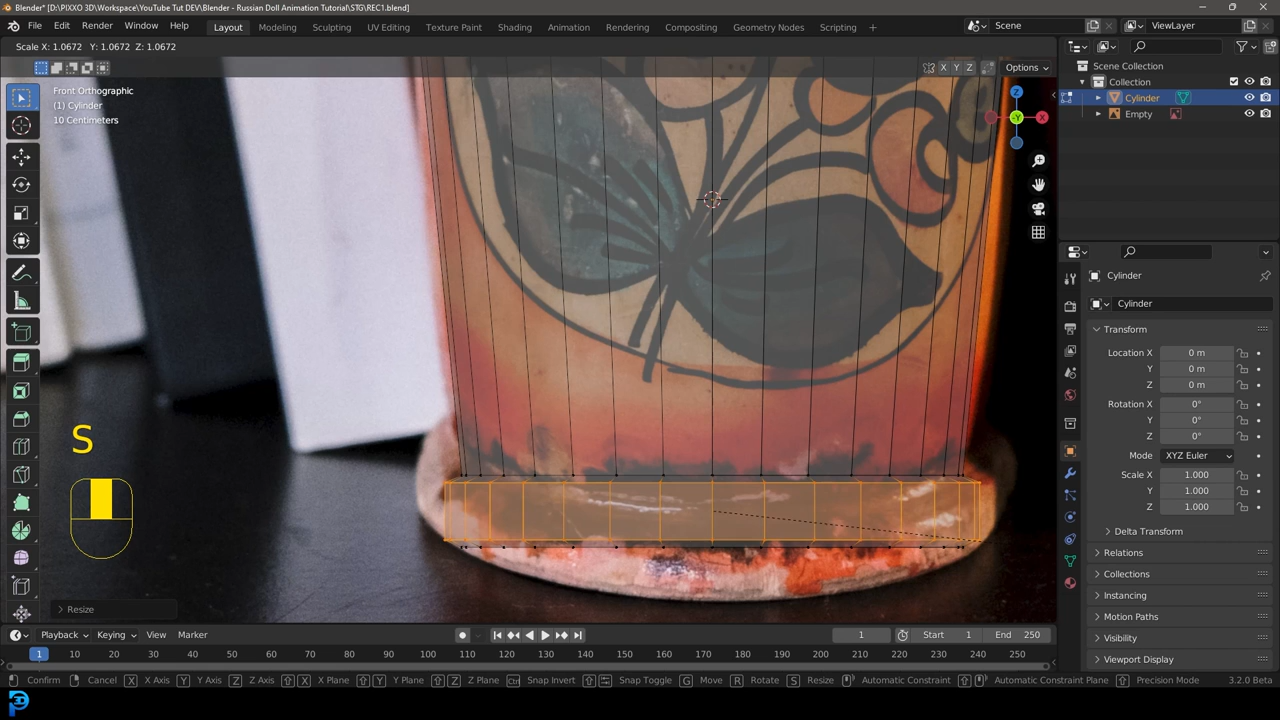 Blender* [D:\PIXXO 3D\Workspace\YouTube Tut DEV\Blender - Russian Doll Animation Tutorial\STG\REC1.blend]
File Edit Render Window Help Layout Modeling Sculpting UV Editing Texture Paint Shading Animation Rendering Compositing Geometry Nodes Scripting Scene ViewLayer
Scale X: 1.0672 Y: 1.0672 Z: 1.0672
X Y Z Options
Front Orthographic
(1) Cylinder
10 Centimeters
Z
-Y
X
S
Resize
Scene Collection
Collection
Cylinder
Empty
Cylinder
Cylinder
Transform
Location X 0 m
Y 0 m
Z 0 m
Rotation X 0°
Y 0°
Z 0°
Mode XYZ Euler
Scale X 1.000
Y 1.000
Z 1.000
Delta Transform
Relations
Collections
Instancing
Motion Paths
Visibility
Viewport Display
Playback Keying View Marker 1 Start 1 End 250
1 10 20 30 40 50 60 70 80 90 100 110 120 130 140 150 160 170 180 190 200 210 220 230 240 250
Confirm Cancel X X Axis Y Y Axis Z Z Axis X X Plane Y Y Plane Z Z Plane Ctrl Snap Invert Snap Toggle G Move R Rotate S Resize Automatic Constraint Automatic Constraint Plane Precision Mode 3.2.0 Beta